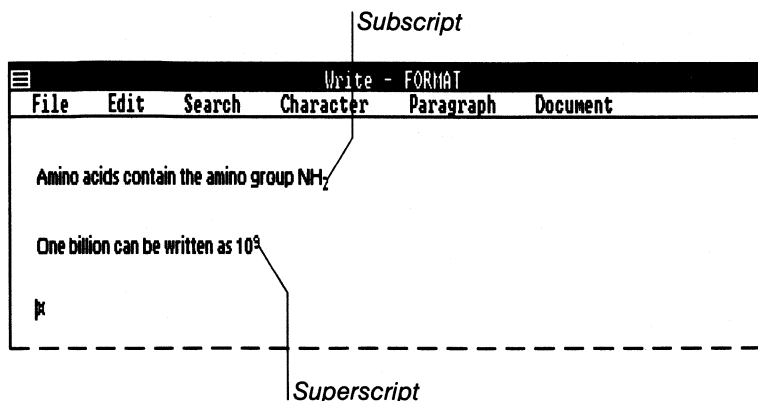 Subscript
Write - FORMAT
File Edit Search Character Paragraph Document
Amino acids contain the amino group NH₂
One billion can be written as 10⁹
Superscript